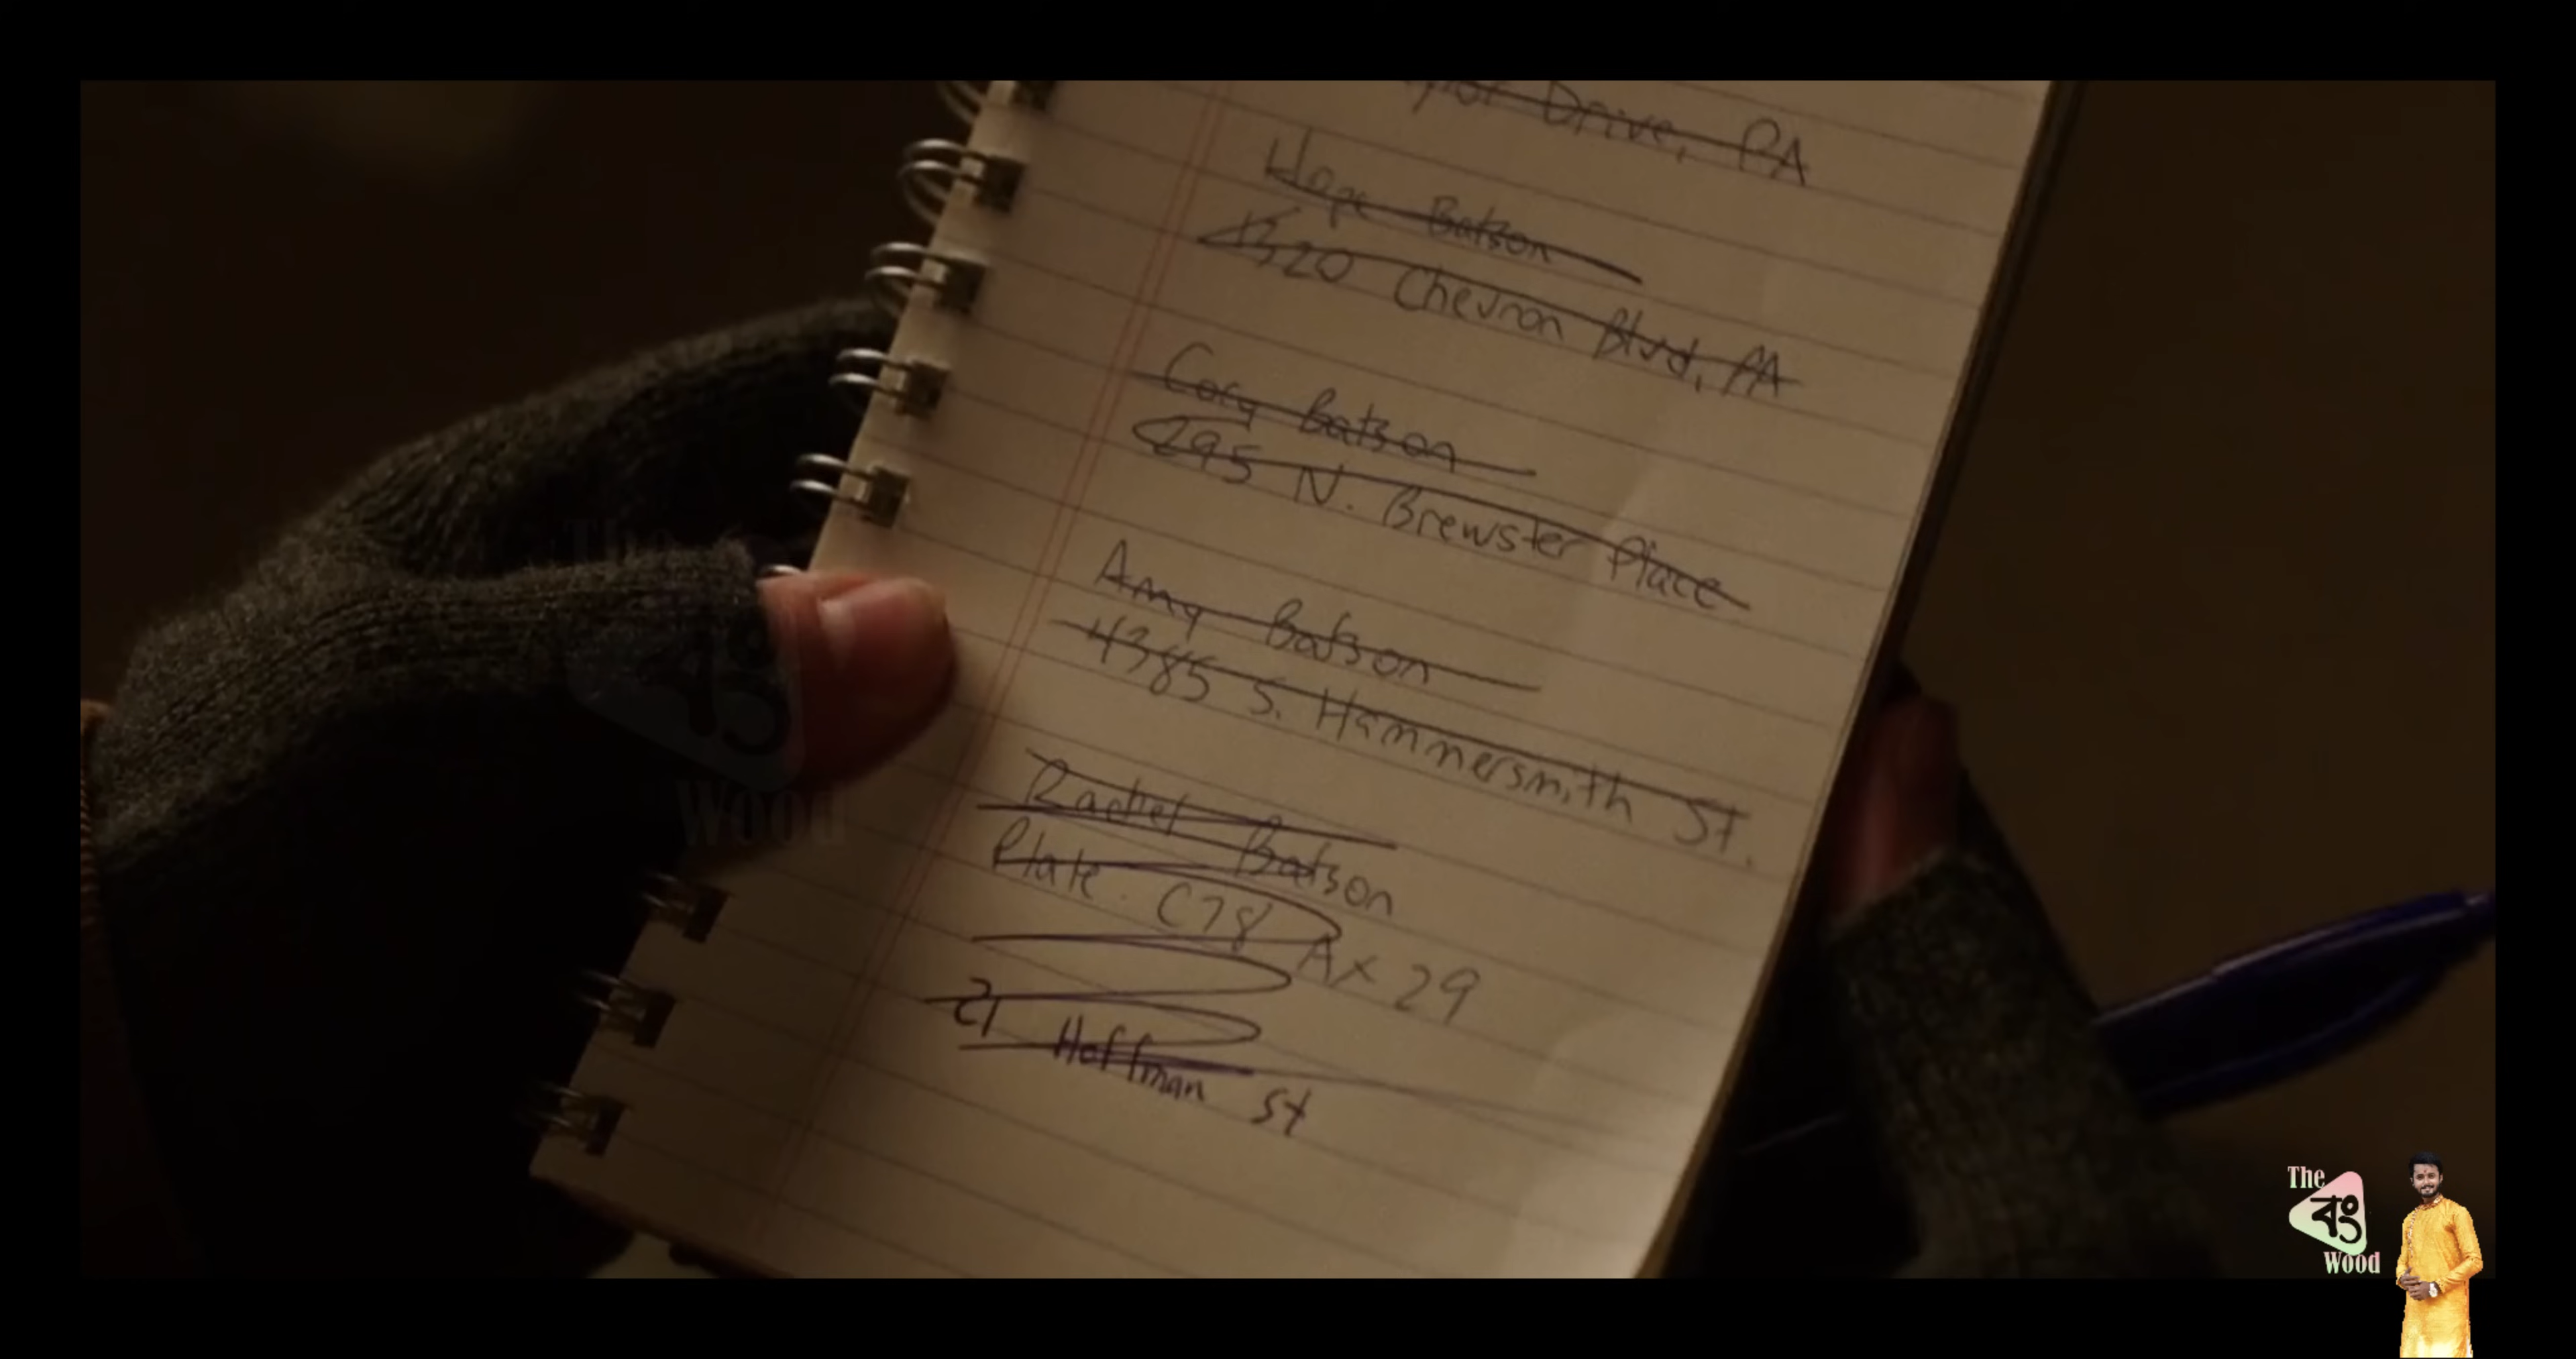 Drive, PA
Hope Batson
1320 Chevron Blvd, PA
Cory Batson
295 N. Brewster Place
Amy Batson
4385 S. Hammersmith St.
Rachel Batson
Plate. C78 AX 29
21 Hoffman St
The
বং
Wood